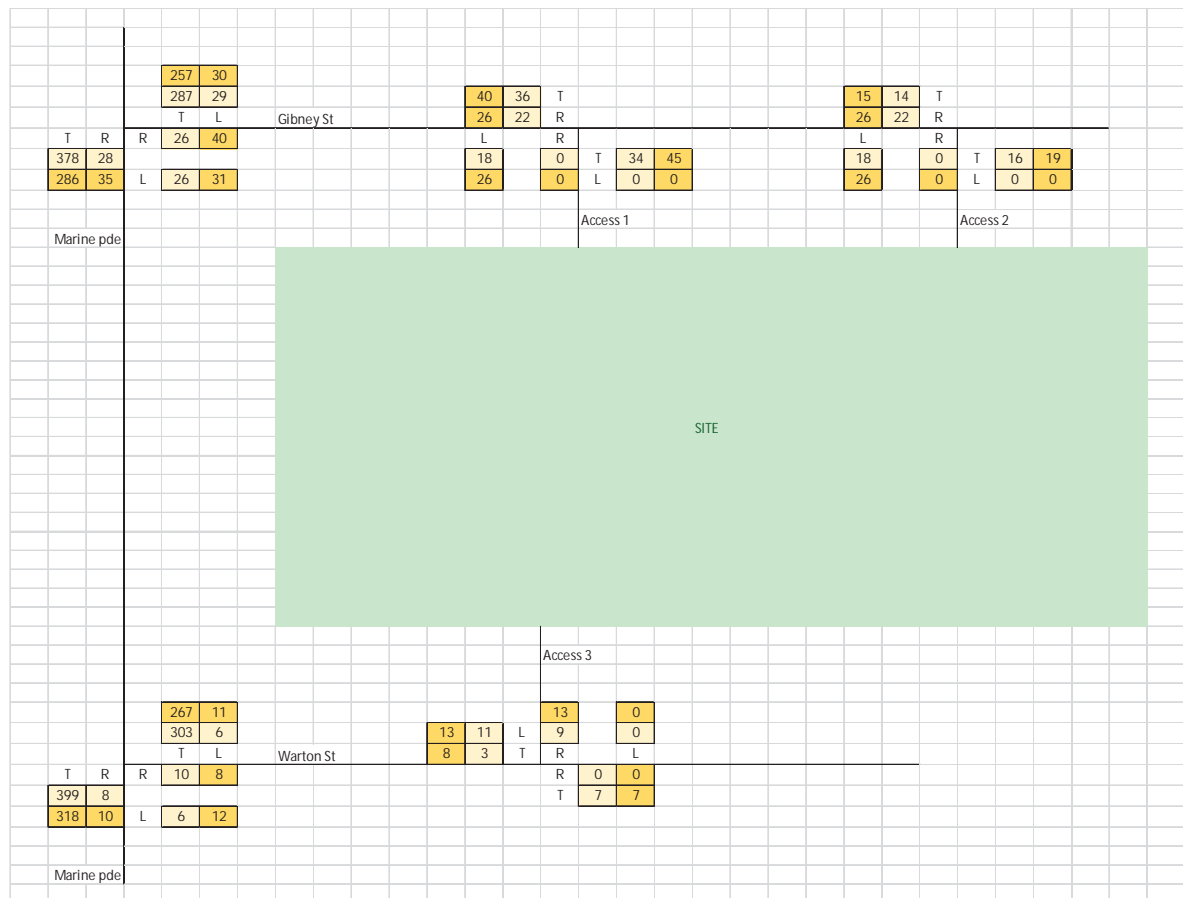 257 30
287 29 40 36 T 15 14 T
T L Gibney St 26 22 R 26 22 R
T R R 26 40 L R L R
378 28 18 0 T 34 45 18 0 T 16 19
286 35 L 26 31 26 0 L 0 0 26 0 L 0 0
Access 1 Access 2
Marine pde
SITE
Access 3
267 11 13 0
303 6 13 11 L 9 0
T L Warton St 8 3 T R L
T R R 10 8 R 0 0
399 8 T 7 7
318 10 L 6 12
Marine pde